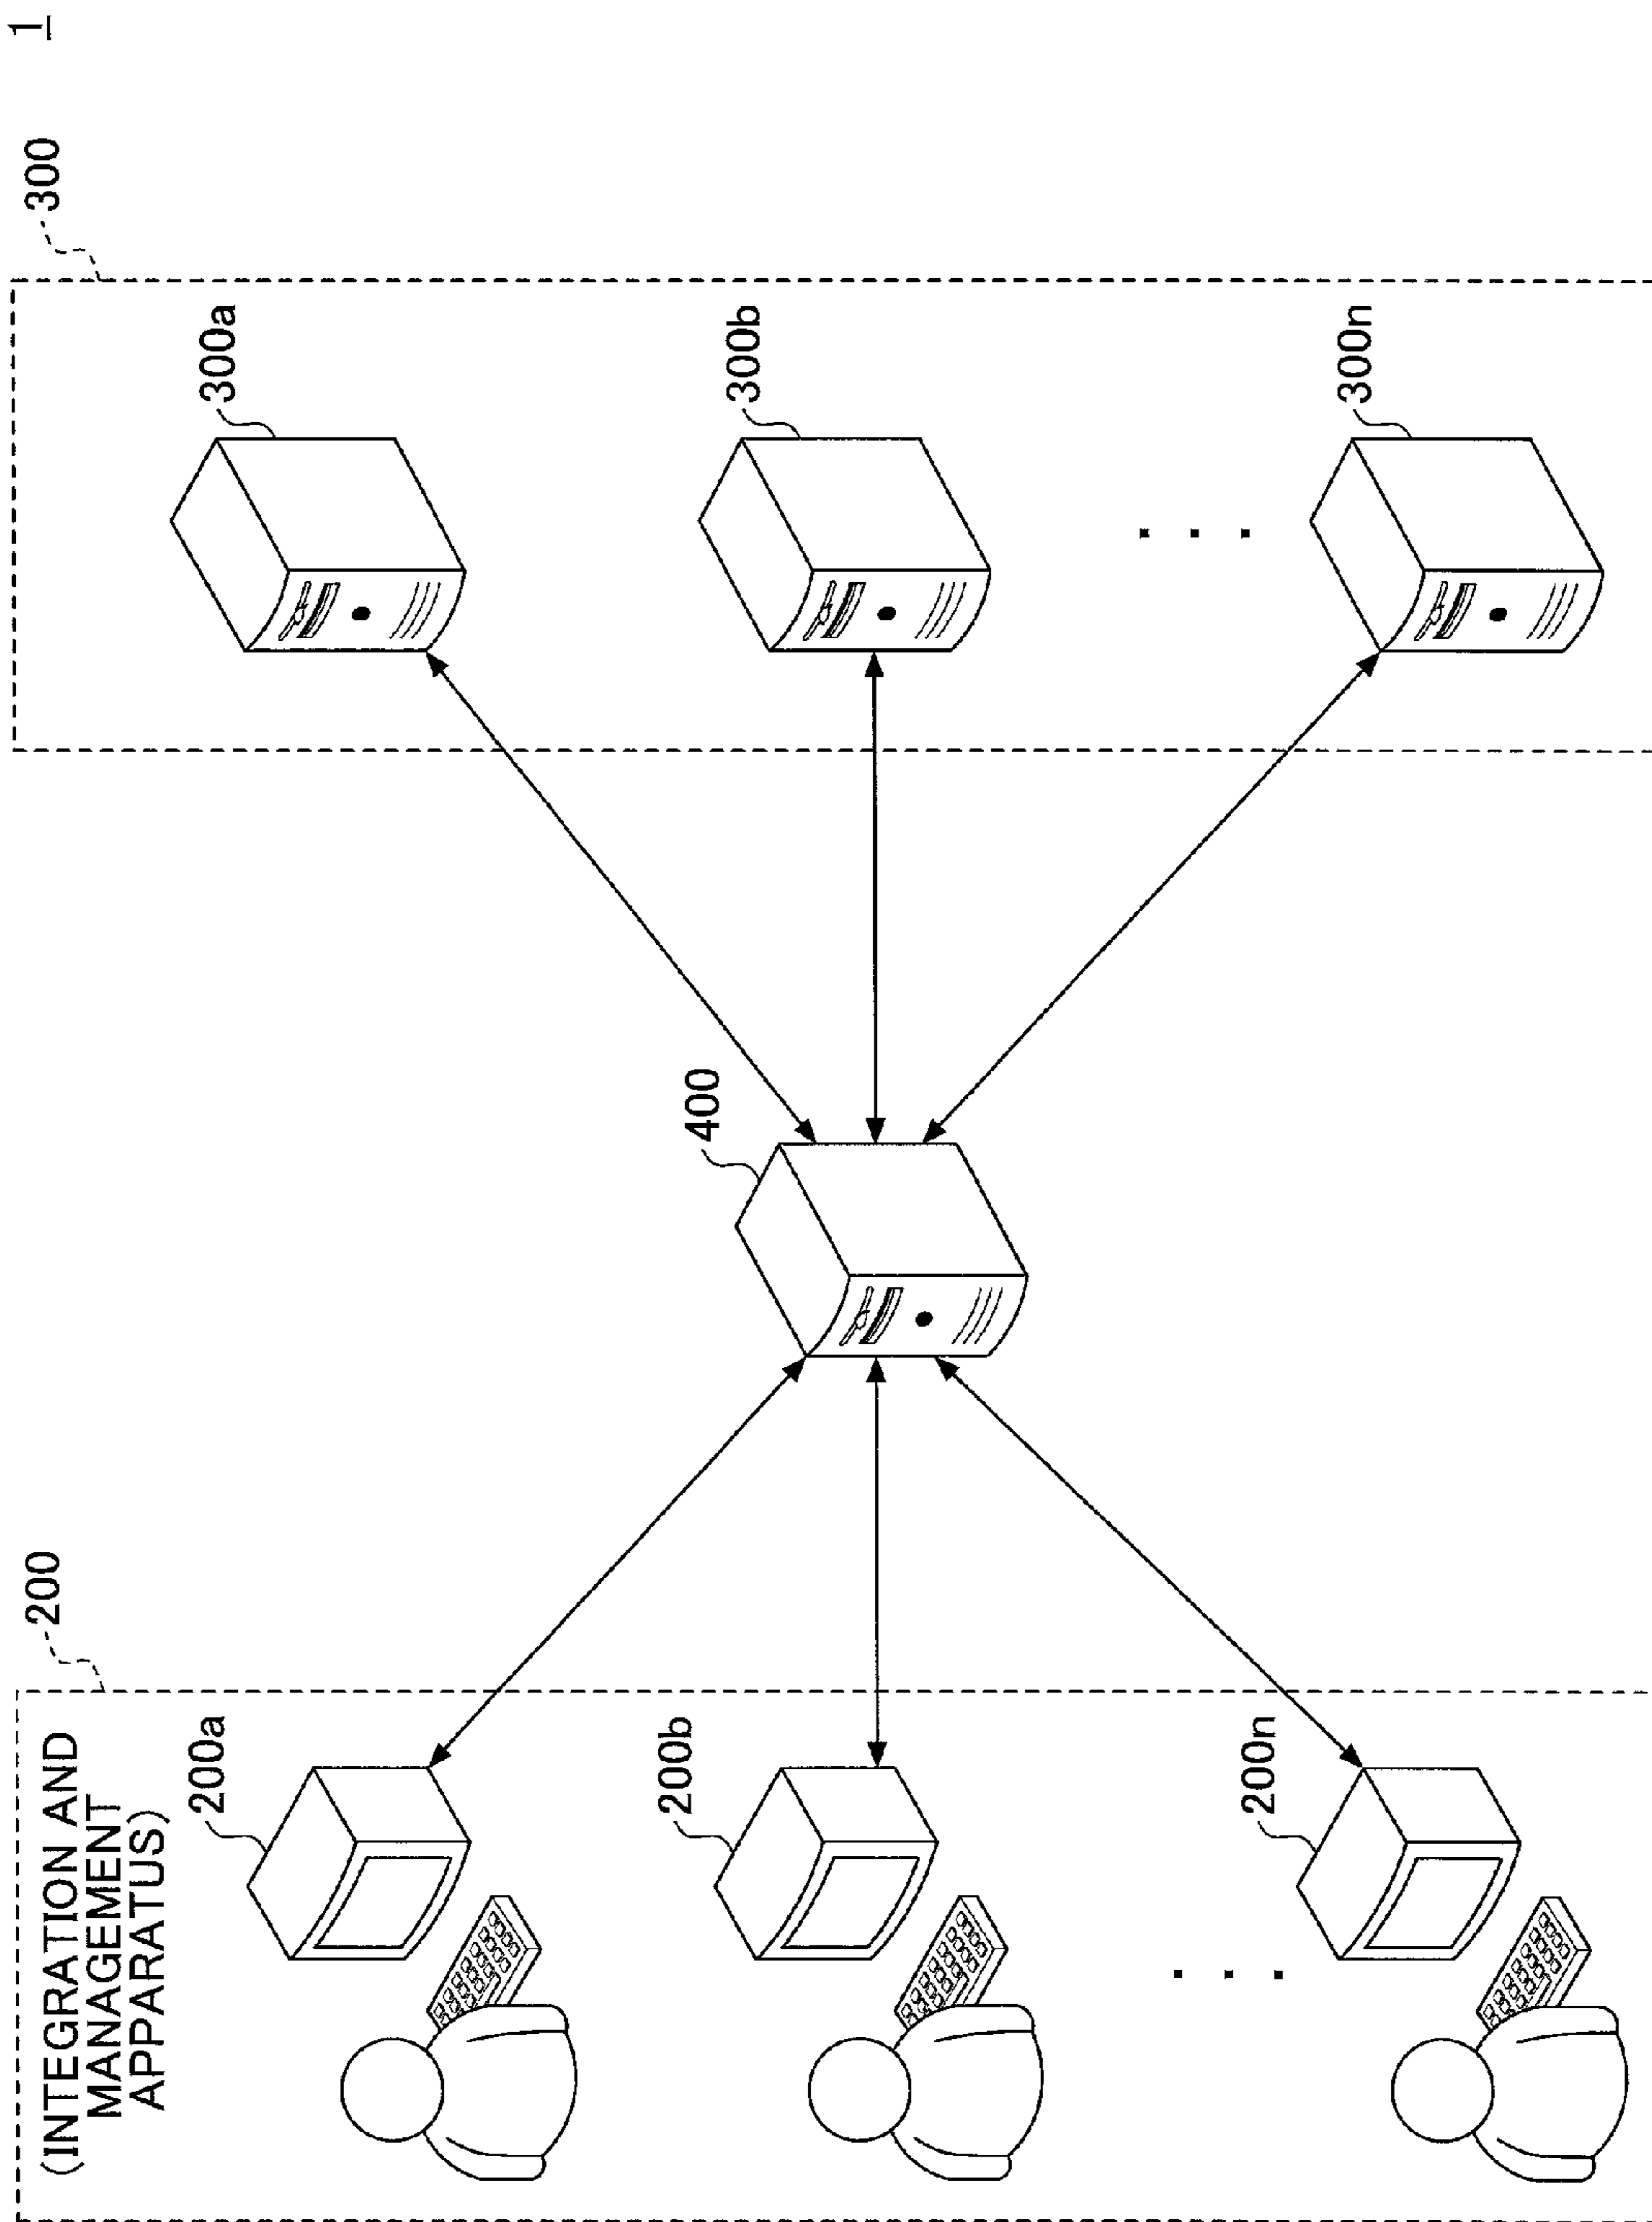 1
200
(INTEGRATION AND
MANAGEMENT
APPARATUS)
200a
200b
. . .
200n
400
300
300a
300b
. . .
300n